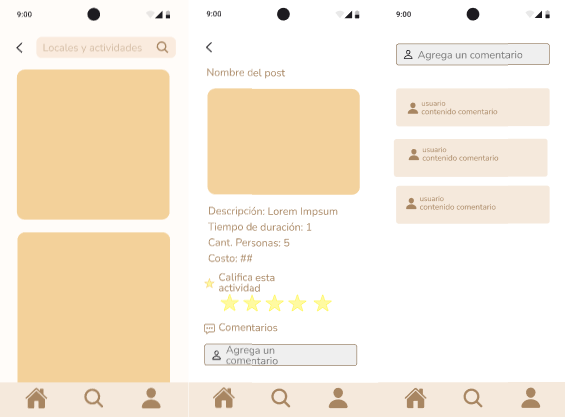 9:00
Locales y actividades
9:00
Nombre del post
Descripción: Lorem Impsum
Tiempo de duración: 1
Cant. Personas: 5
Costo: ##
Califica esta
actividad
Comentarios
Agrega un
comentario
9:00
Agrega un comentario
usuario
contenido comentario
usuario
contenido comentario
usuario
contenido comentario